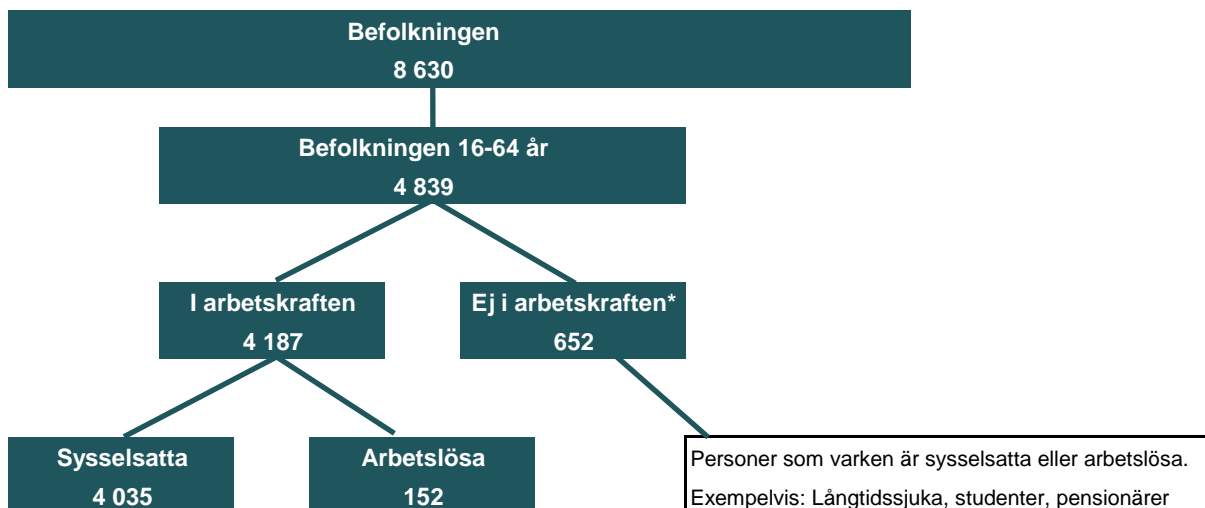 Befolkningen
8 630
Befolkningen 16-64 år
4 839
I arbetskraften
4 187
Ej i arbetskraften*
652
Sysselsatta
4 035
Arbetslösa
152
Personer som varken är sysselsatta eller arbetslösa.
Exempelvis: Långtidssjuka, studenter, pensionärer